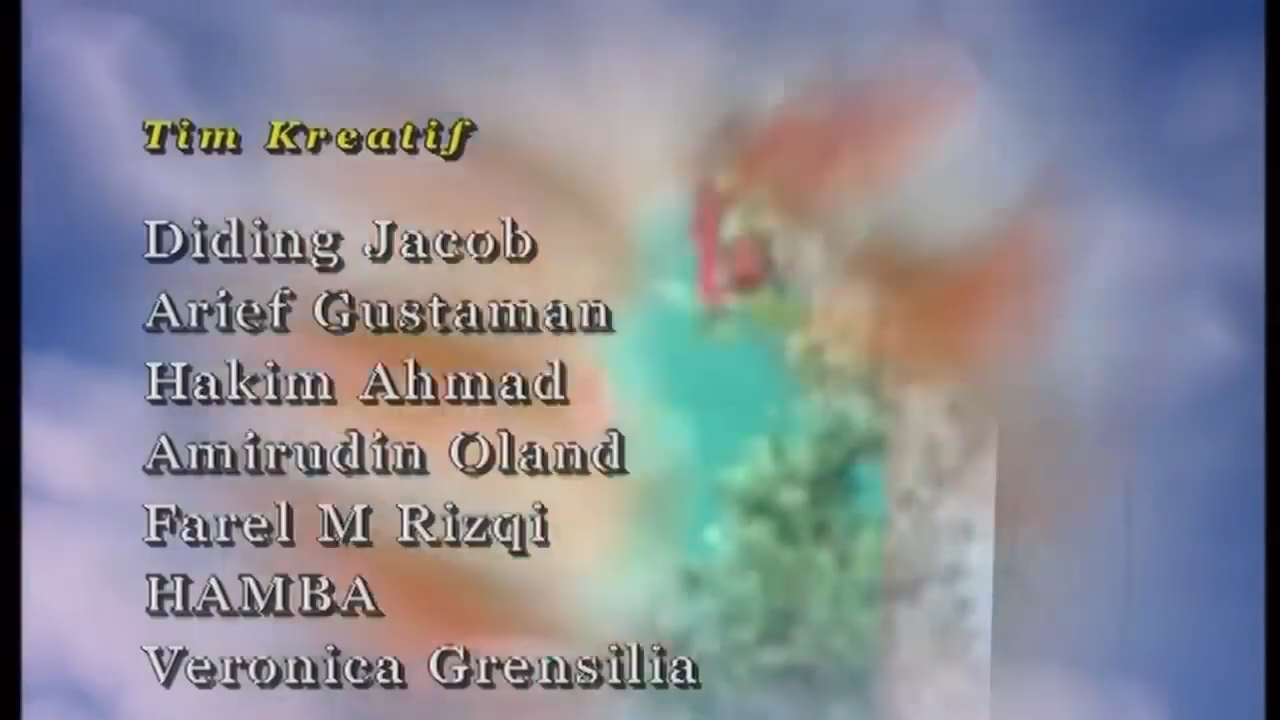 Tim Kreatif
Diding Jacob
Arief Gustaman
Hakim Ahmad
Amirudin Oland
Farel M Rizqi
HAMBA
Veronica Grensilia